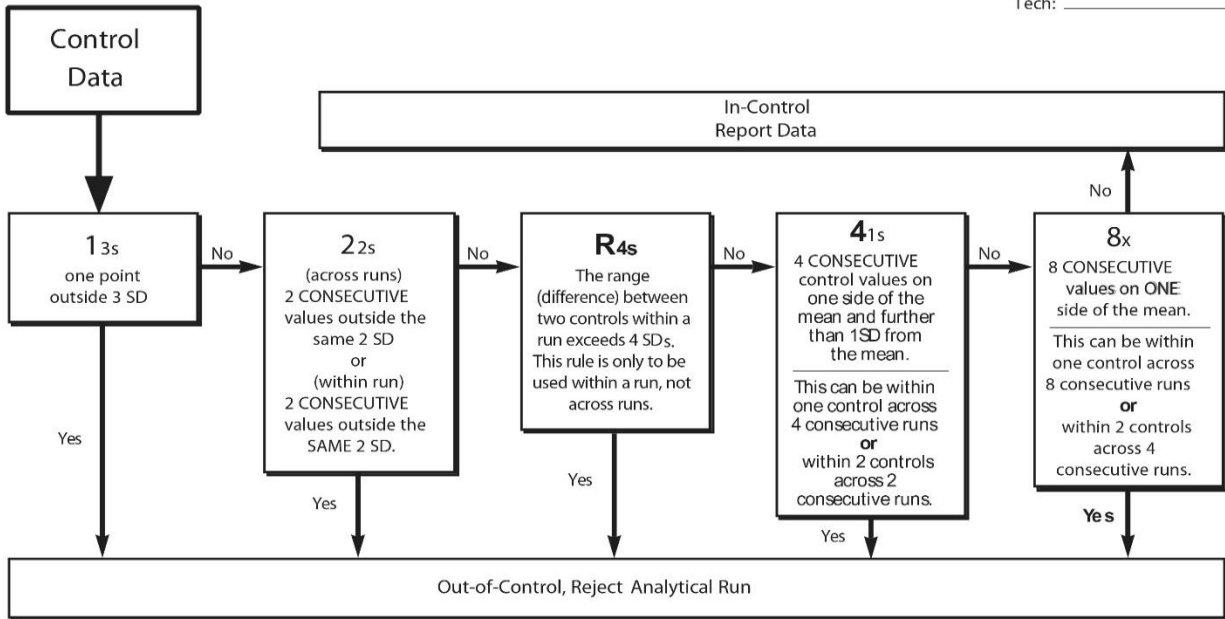 Tech:
Control
Data
In-Control
Report Data
No
1 3s
one point
outside 3 SD
No
2 2s
(across runs)
2 CONSECUTIVE
values outside the
same 2 SD
or
(within run)
2 CONSECUTIVE
values outside the
SAME 2 SD.
No
R4s
The range
(difference) between
two controls within a
run exceeds 4 SDs.
This rule is only to be
used within a run, not
across runs.
No
4 1s
4 CONSECUTIVE
control values on
one side of the
mean and further
than 1SD from
the mean.
This can be within
one control across
4 consecutive runs
or
within 2 controls
across 2
consecutive runs.
No
8x
8 CONSECUTIVE
values on ONE
side of the mean.
This can be within
one control across
8 consecutive runs
or
within 2 controls
across 4
consecutive runs.
Yes
Yes
Yes
Yes
Yes
Out-of-Control, Reject Analytical Run